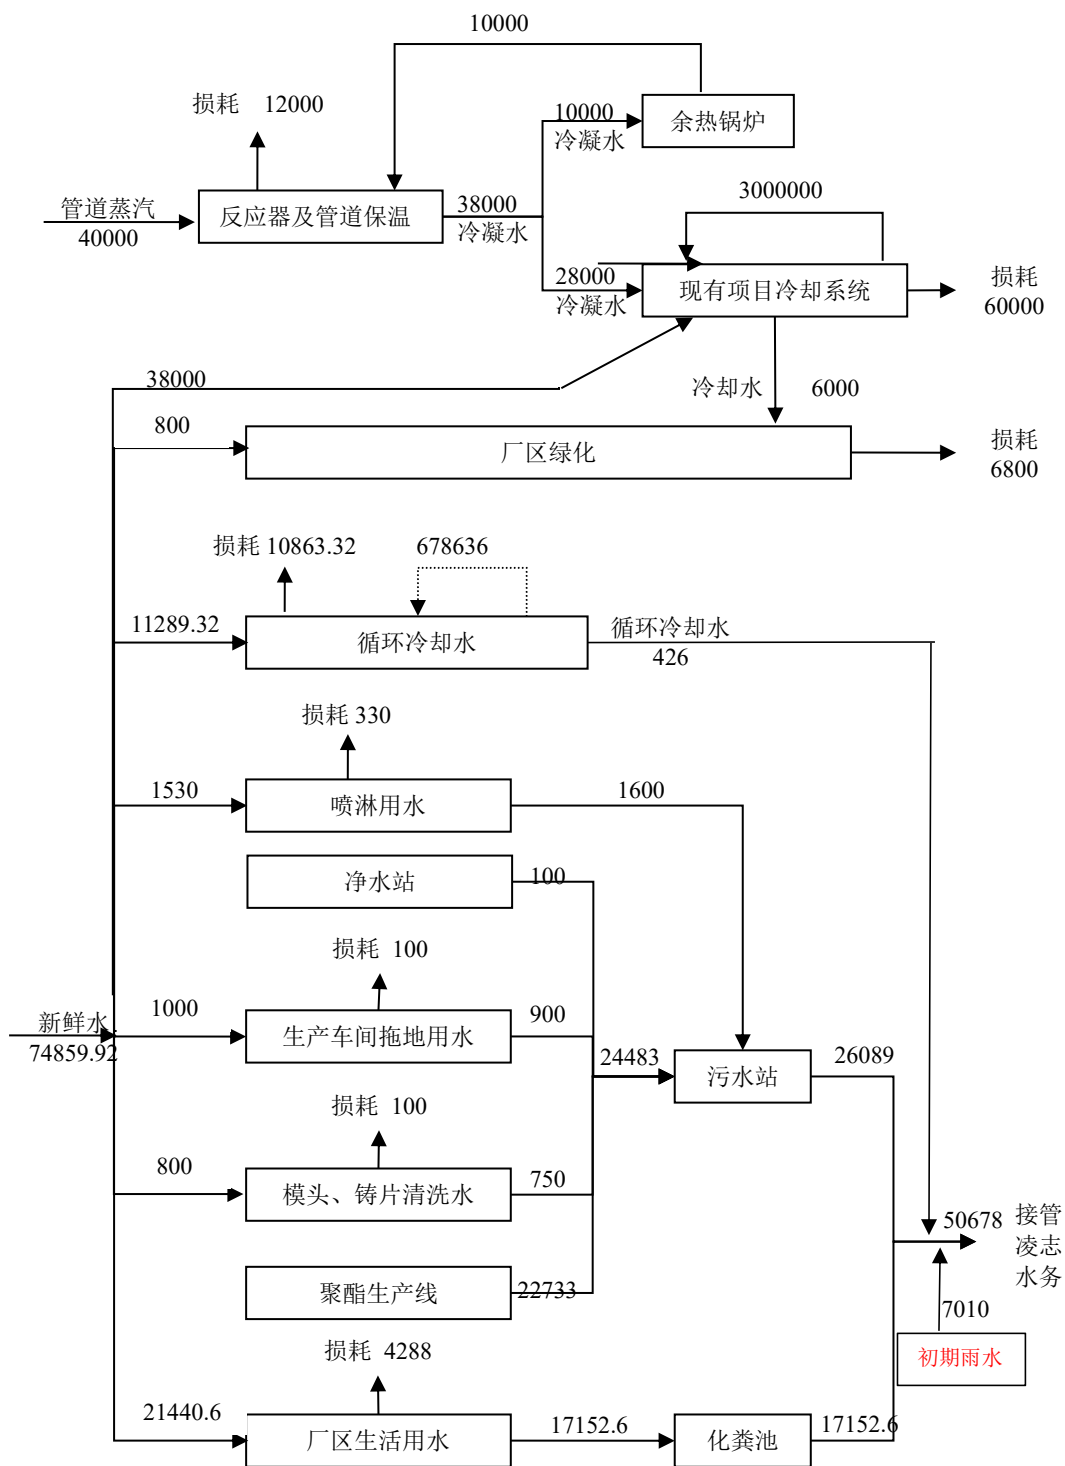 10000
损耗 12000
10000
冷凝水
余热锅炉
管道蒸汽
40000
反应器及管道保温
38000
冷凝水
3000000
28000
冷凝水
现有项目冷却系统
损耗
60000
38000
冷却水 6000
800
厂区绿化
损耗
6800
损耗 10863.32
678636
11289.32
循环冷却水
循环冷却水
426
损耗 330
1530
喷淋用水
1600
净水站
100
损耗 100
新鲜水
74859.92
1000
生产车间拖地用水
900
24483
污水站
26089
损耗 100
800
模头、铸片清洗水
750
50678
接管
凌志
水务
聚酯生产线
22733
7010
初期雨水
损耗 4288
21440.6
厂区生活用水
17152.6
化粪池
17152.6